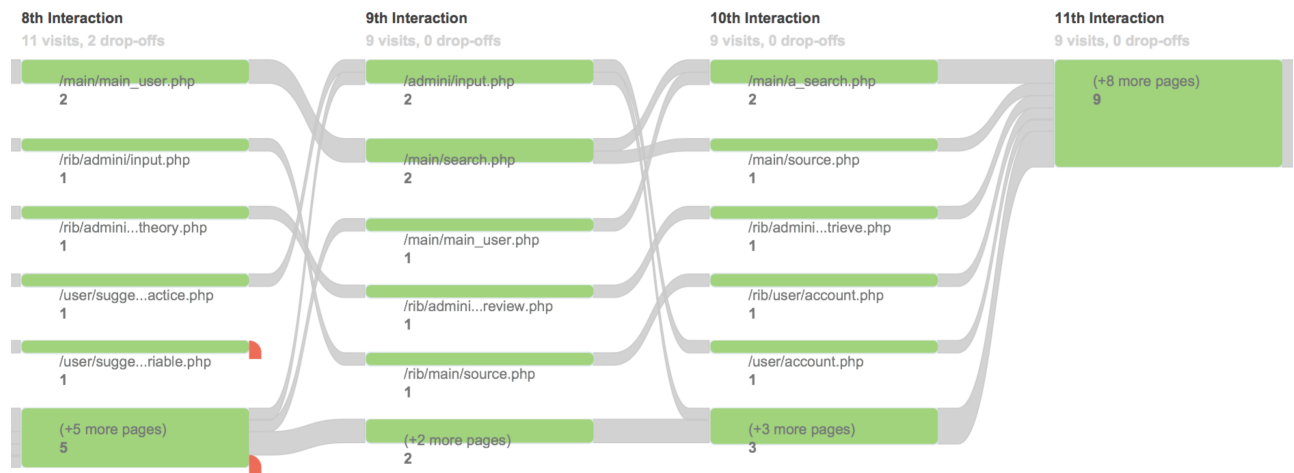 8th Interaction
11 visits, 2 drop-offs
/main/main_user.php
2
/rib/admini/input.php
1
/rib/admini...theory.php
1
/user/sugge...actice.php
1
/user/sugge...riable.php
1
(+5 more pages)
5
9th Interaction
9 visits, 0 drop-offs
/admini/input.php
2
/main/search.php
2
/main/main_user.php
1
/rib/admini...review.php
1
/rib/main/source.php
1
(+2 more pages)
2
10th Interaction
9 visits, 0 drop-offs
/main/a_search.php
2
/main/source.php
1
/rib/admini...trieve.php
1
/rib/user/account.php
1
/user/account.php
1
(+3 more pages)
3
11th Interaction
9 visits, 0 drop-offs
(+8 more pages)
9